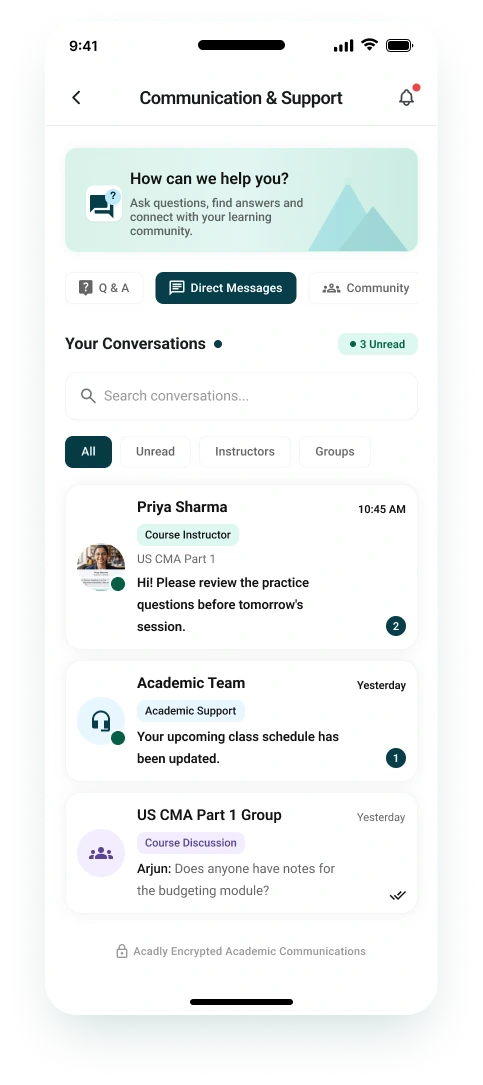 9:41
Communication & Support
How can we help you?
Ask questions, find answers and
connect with your learning
community.
?
Q & A
Direct Messages
Community
Your Conversations
3 Unread
Search conversations...
All
Unread
Instructors
Groups
Priya Sharma
10:45 AM
Course Instructor
US CMA Part 1
Hi! Please review the practice
questions before tomorrow's
session.
2
Academic Team
Yesterday
Academic Support
Your upcoming class schedule has
been updated.
1
US CMA Part 1 Group
Yesterday
Course Discussion
Arjun: Does anyone have notes for
the budgeting module?
Acadly Encrypted Academic Communications